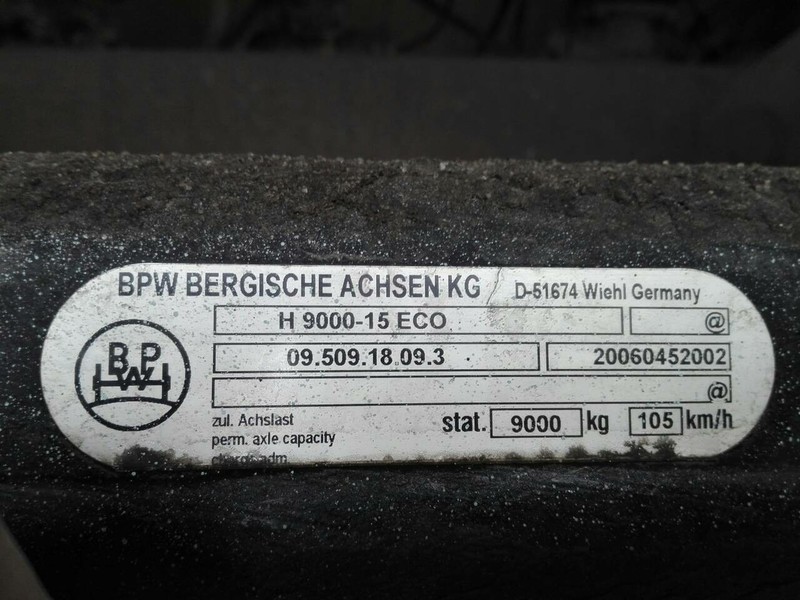 BPW BERGISCHE ACHSEN KG D-51674 Wiehl Germany
H 9000-15 ECO @
BPW
09.509.18.09.3 20060452002
@
zul. Achslast
perm. axle capacity
stat. 9000 kg 105 km/h